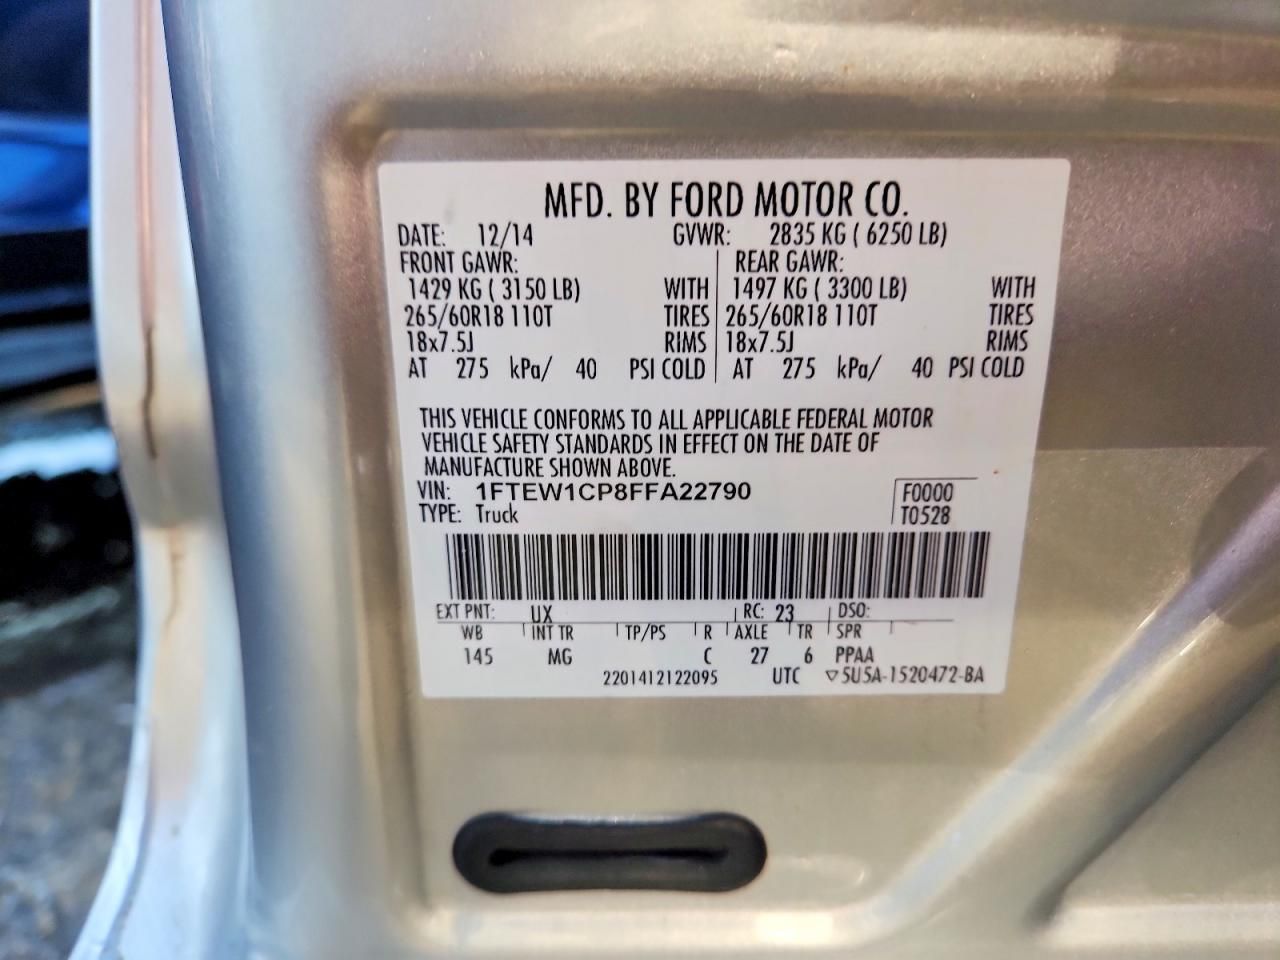 MFD. BY FORD MOTOR CO.
DATE: 12/14 GVWR: 2835 KG ( 6250 LB)
FRONT GAWR: REAR GAWR:
1429 KG ( 3150 LB) WITH 1497 KG ( 3300 LB) WITH
265/60R18 110T TIRES 265/60R18 110T TIRES
18x7.5J RIMS 18x7.5J RIMS
AT 275 kPa/ 40 PSI COLD AT 275 kPa/ 40 PSI COLD
THIS VEHICLE CONFORMS TO ALL APPLICABLE FEDERAL MOTOR
VEHICLE SAFETY STANDARDS IN EFFECT ON THE DATE OF
MANUFACTURE SHOWN ABOVE.
VIN: 1FTEW1CP8FFA22790 F0000
TYPE: Truck T0528
EXT PNT: UX RC: 23 DSO:
WB INT TR TP/PS R AXLE TR SPR
145 MG C 27 6 PPAA
2201412122095 UTC ▽5U5A-1520472-BA